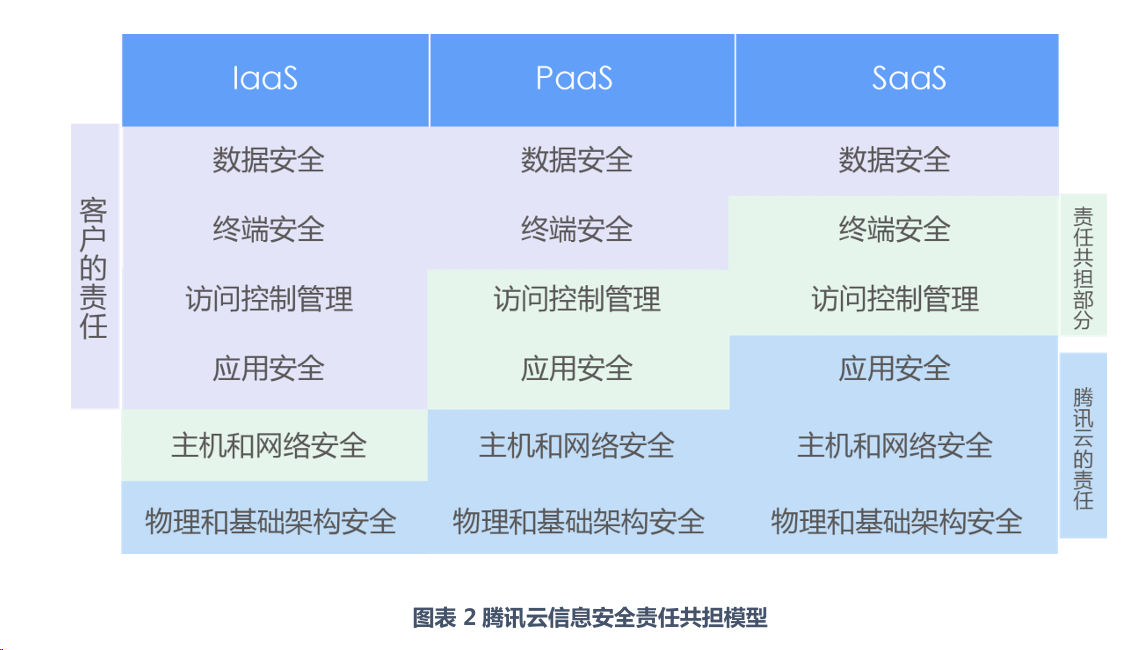 IaaS PaaS SaaS
客户的责任
数据安全 数据安全 数据安全
终端安全 终端安全 终端安全
访问控制管理 访问控制管理 访问控制管理
应用安全 应用安全 应用安全
主机和网络安全 主机和网络安全 主机和网络安全
物理和基础架构安全 物理和基础架构安全 物理和基础架构安全
责任共担部分
腾讯云的责任
图表 2 腾讯云信息安全责任共担模型